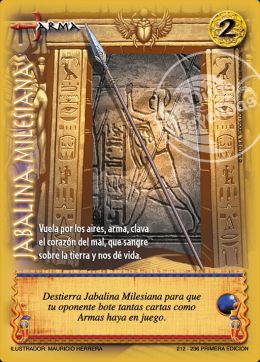 ARMA
2
JABALINA MILESIANA
Vuela por los aires, arma, clava
el corazón del mal, que sangre
sobre la tierra y nos dé vida.
Destierra Jabalina Milesiana para que
tu oponente bote tantas cartas como
Armas haya en juego.
ILUSTRADOR: MAURICIO HERRERA
212 - 236 PRIMERA EDICION